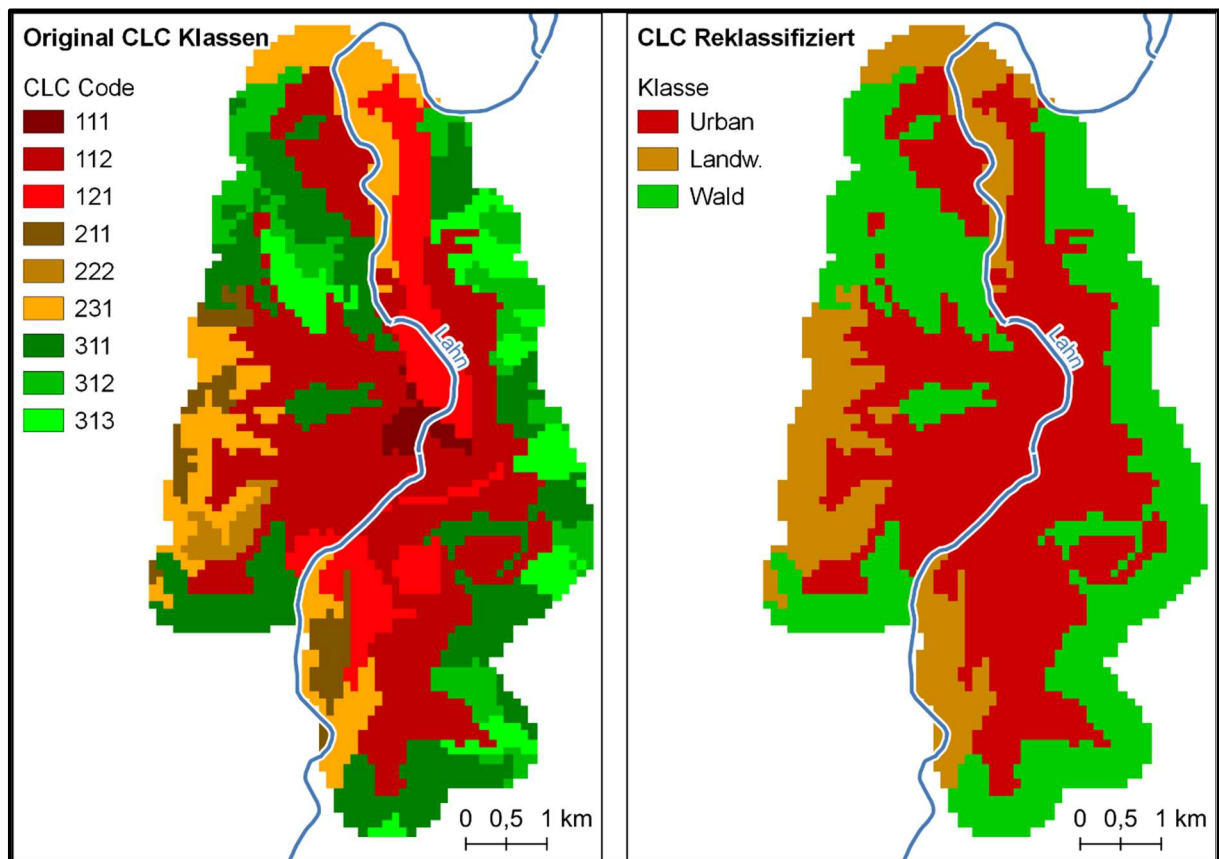 Original CLC Klassen
CLC Code
111
112
121
211
222
231
311
312
313
Lahn
0 0,5 1 km
CLC Reklassifiziert
Klasse
Urban
Landw.
Wald
Lahn
0 0,5 1 km